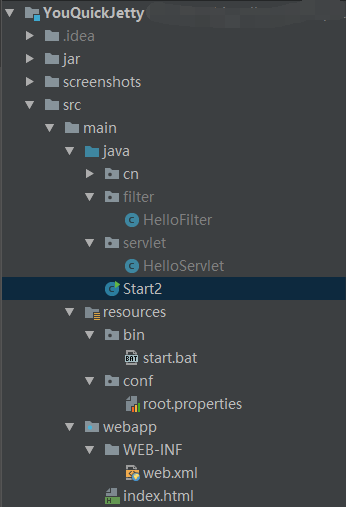 YouQuickJetty
.idea
jar
screenshots
src
main
java
cn
filter
HelloFilter
servlet
HelloServlet
Start2
resources
bin
BAT start.bat
conf
root.properties
webapp
WEB-INF
web.xml
H index.html